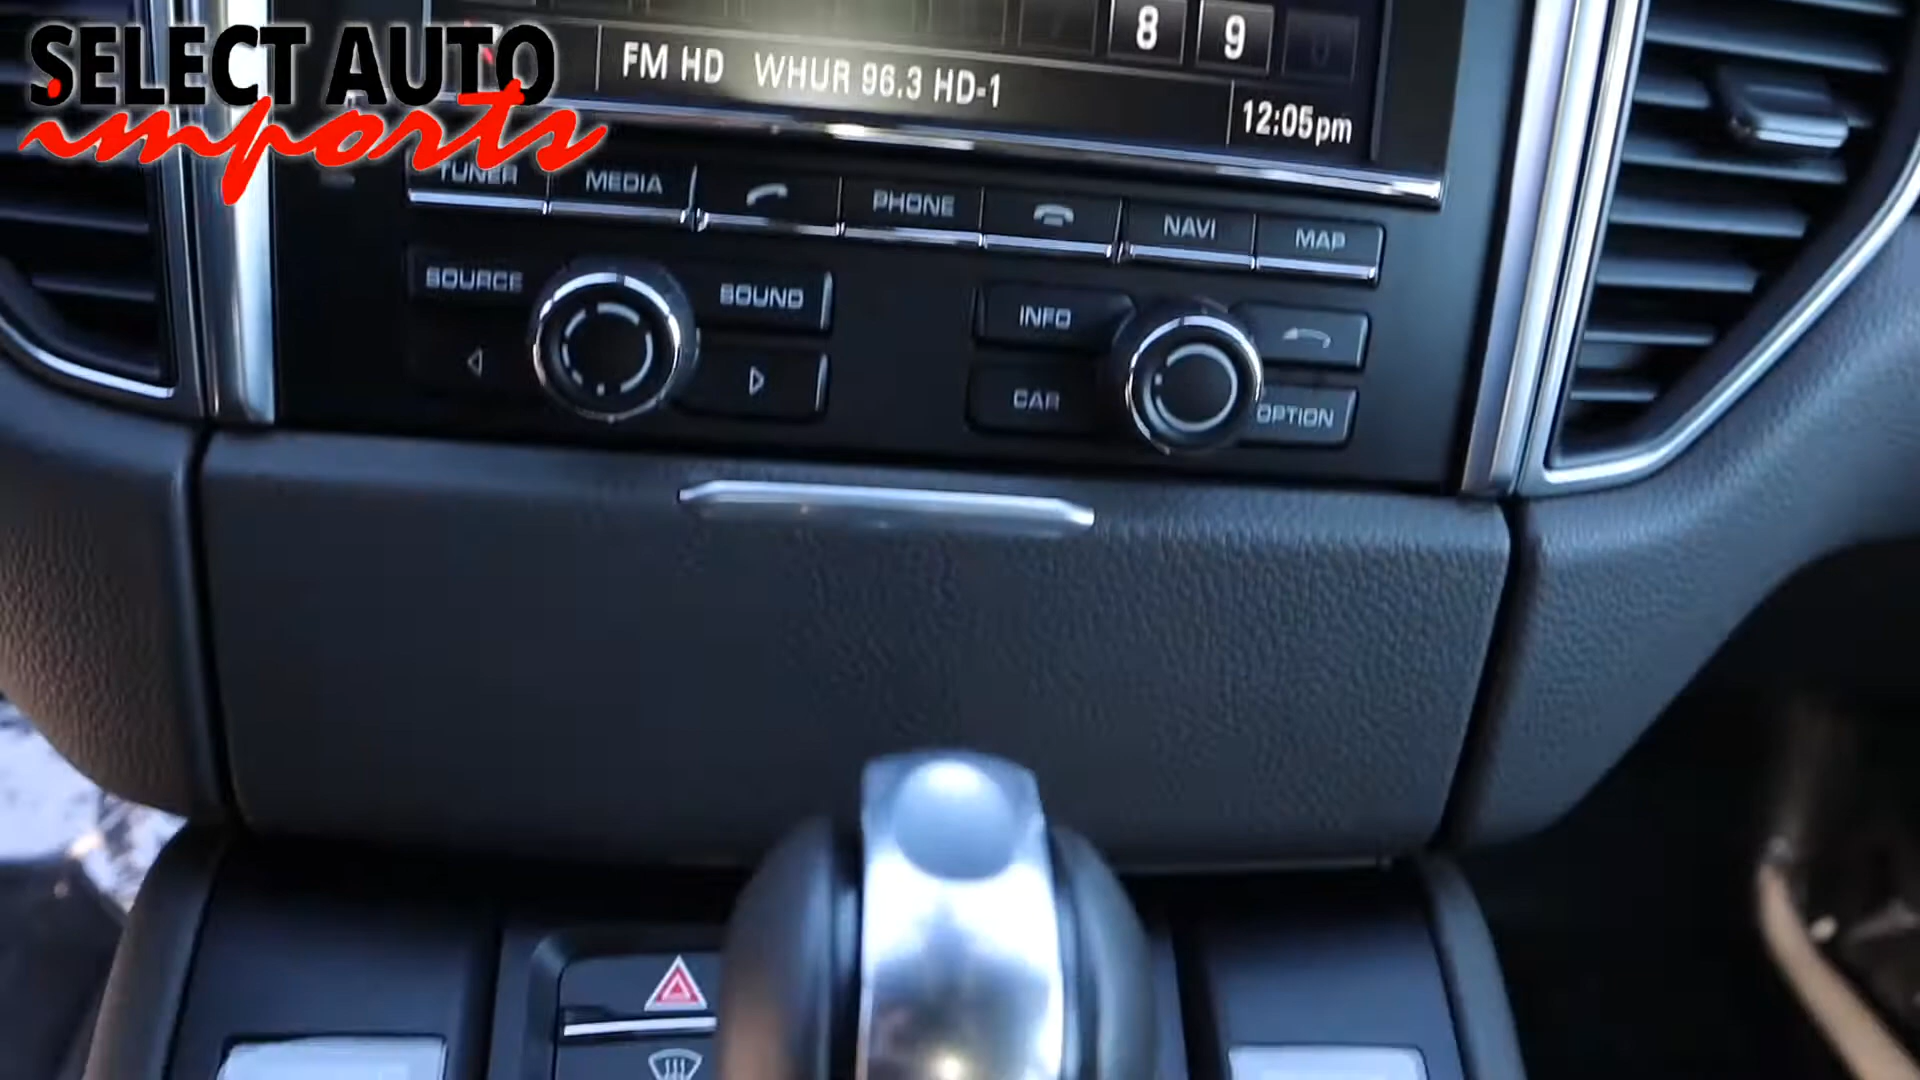 SELECT AUTO
imports
8 9 0
FM HD WHUR 96.3 HD-1
12:05pm
TUNER MEDIA PHONE NAVI MAP
SOURCE SOUND INFO
CAR OPTION